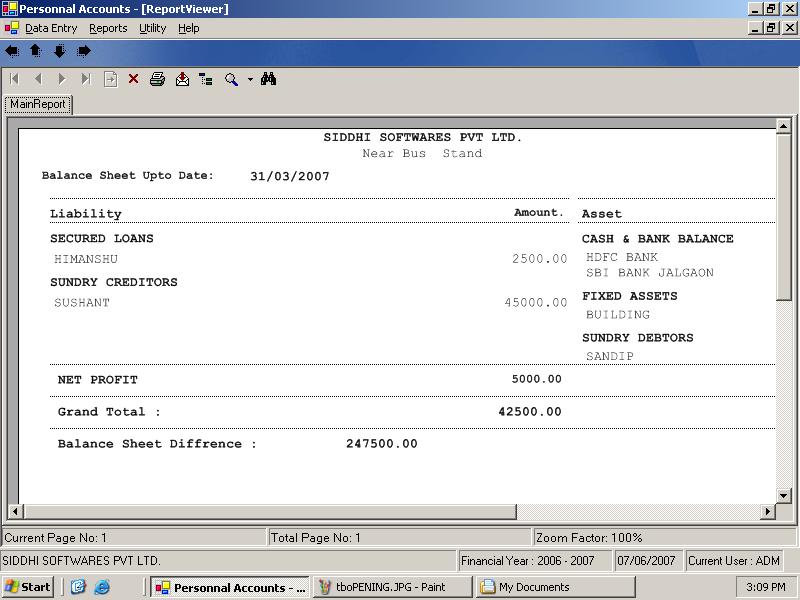 Personnal Accounts - [ReportViewer]
Data Entry Reports Utility Help
MainReport
SIDDHI SOFTWARES PVT LTD.
Near Bus Stand
Balance Sheet Upto Date: 31/03/2007
Liability Amount. Asset
SECURED LOANS CASH & BANK BALANCE
HIMANSHU 2500.00 HDFC BANK
SBI BANK JALGAON
SUNDRY CREDITORS
FIXED ASSETS
SUSHANT 45000.00
BUILDING
SUNDRY DEBTORS
SANDIP
NET PROFIT 5000.00
Grand Total : 42500.00
Balance Sheet Diffrence : 247500.00
Current Page No: 1 Total Page No: 1 Zoom Factor: 100%
SIDDHI SOFTWARES PVT LTD. Financial Year : 2006 - 2007 07/06/2007 Current User : ADM
Start Personnal Accounts - ... tboPENING.JPG - Paint My Documents 3:09 PM